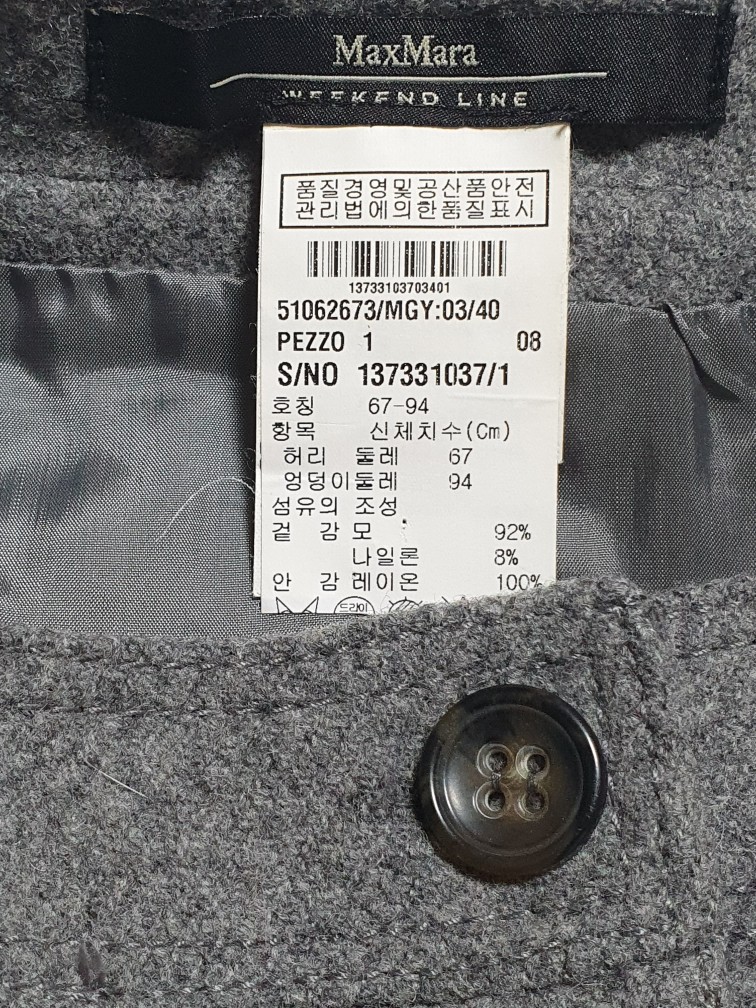 MaxMara
WEEKEND LINE
품질경영및공산품안전
관리법에의한품질표시
13733103703401
51062673/MGY:03/40
PEZZO 1 08
S/NO 137331037/1
호칭 67-94
항목 신체치수(Cm)
허리 둘레 67
엉덩이둘레 94
섬유의 조성
겉 감 모 92%
나일론 8%
안 감 레이온 100%
드라이